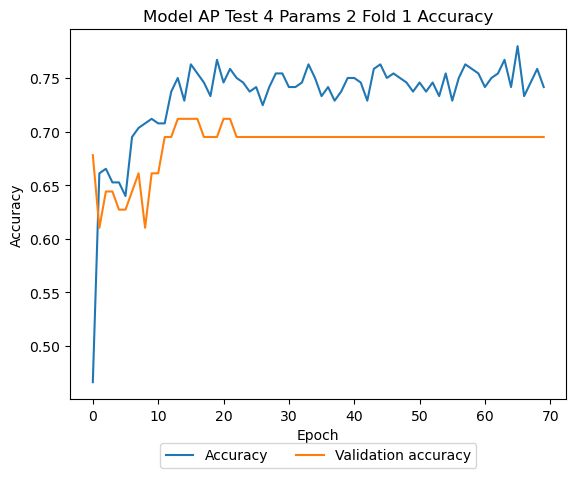 Model AP Test 4 Params 2 Fold 1 Accuracy
Accuracy
0.75
0.70
0.65
0.60
0.55
0.50
0 10 20 30 40 50 60 70
Epoch
Accuracy Validation accuracy